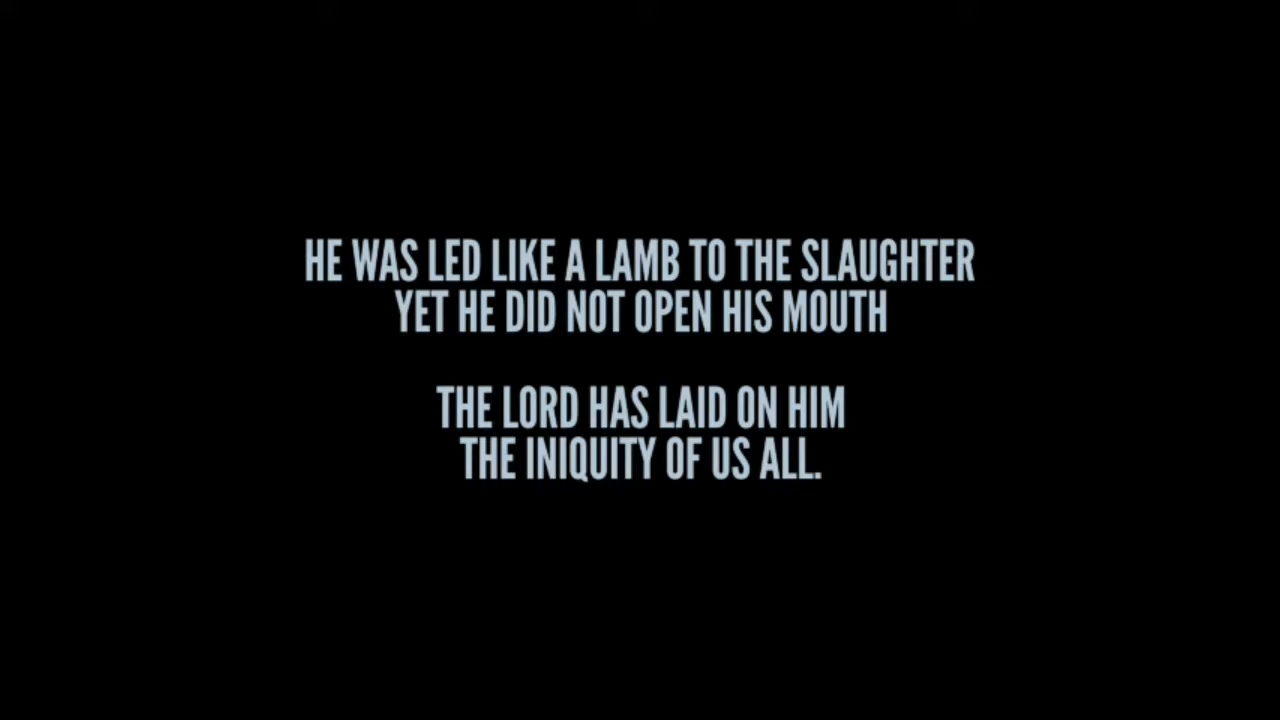 HE WAS LED LIKE A LAMB TO THE SLAUGHTER
YET HE DID NOT OPEN HIS MOUTH
THE LORD HAS LAID ON HIM
THE INIQUITY OF US ALL.